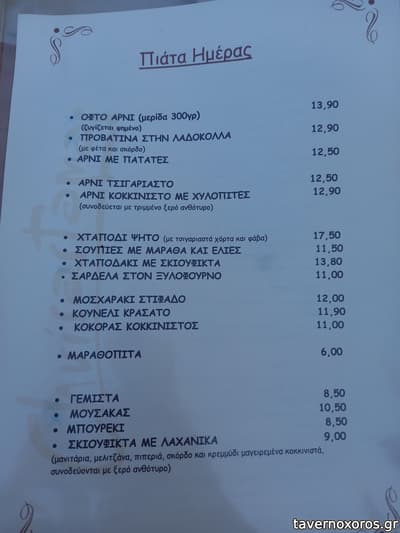 Πιάτα Ημέρας
• ΟΦΤΟ ΑΡΝΙ (μερίδα 300γρ) 13,90
(ζυγίζεται ψημένο)
• ΠΡΟΒΑΤΙΝΑ ΣΤΗΝ ΛΑΔΟΚΟΛΛΑ 12,90
(με φέτα και σκόρδο)
• ΑΡΝΙ ΜΕ ΠΑΤΑΤΕΣ 12,50
• ΑΡΝΙ ΤΣΙΓΑΡΙΑΣΤΟ 12,50
• ΑΡΝΙ ΚΟΚΚΙΝΙΣΤΟ ΜΕ ΧΥΛΟΠΙΤΕΣ 12,90
(συνοδεύεται με τριμμένο ξερό ανθότυρο)
• ΧΤΑΠΟΔΙ ΨΗΤΟ (με τσιγαριαστά χόρτα και φάβα) 17,50
• ΣΟΥΠΙΕΣ ΜΕ ΜΑΡΑΘΑ ΚΑΙ ΕΛΙΕΣ 11,50
• ΧΤΑΠΟΔΑΚΙ ΜΕ ΣΚΙΟΥΦΙΚΤΑ 13,80
• ΣΑΡΔΕΛΑ ΣΤΟΝ ΞΥΛΟΦΟΥΡΝΟ 11,00
• ΜΟΣΧΑΡΑΚΙ ΣΤΙΦΑΔΟ 12,00
• ΚΟΥΝΕΛΙ ΚΡΑΣΑΤΟ 11,90
• ΚΟΚΟΡΑΣ ΚΟΚΚΙΝΙΣΤΟΣ 11,00
• ΜΑΡΑΘΟΠΙΤΑ 6,00
• ΓΕΜΙΣΤΑ 8,50
• ΜΟΥΣΑΚΑΣ 10,50
• ΜΠΟΥΡΕΚΙ 8,50
• ΣΚΙΟΥΦΙΚΤΑ ΜΕ ΛΑΧΑΝΙΚΑ 9,00
(μανιτάρια, μελιτζάνα, πιπεριά, σκόρδο και κρεμμύδι μαγειρεμένα κοκκινιστά,
συνοδεύονται με ξερό ανθότυρο)
tavernoxoros.gr